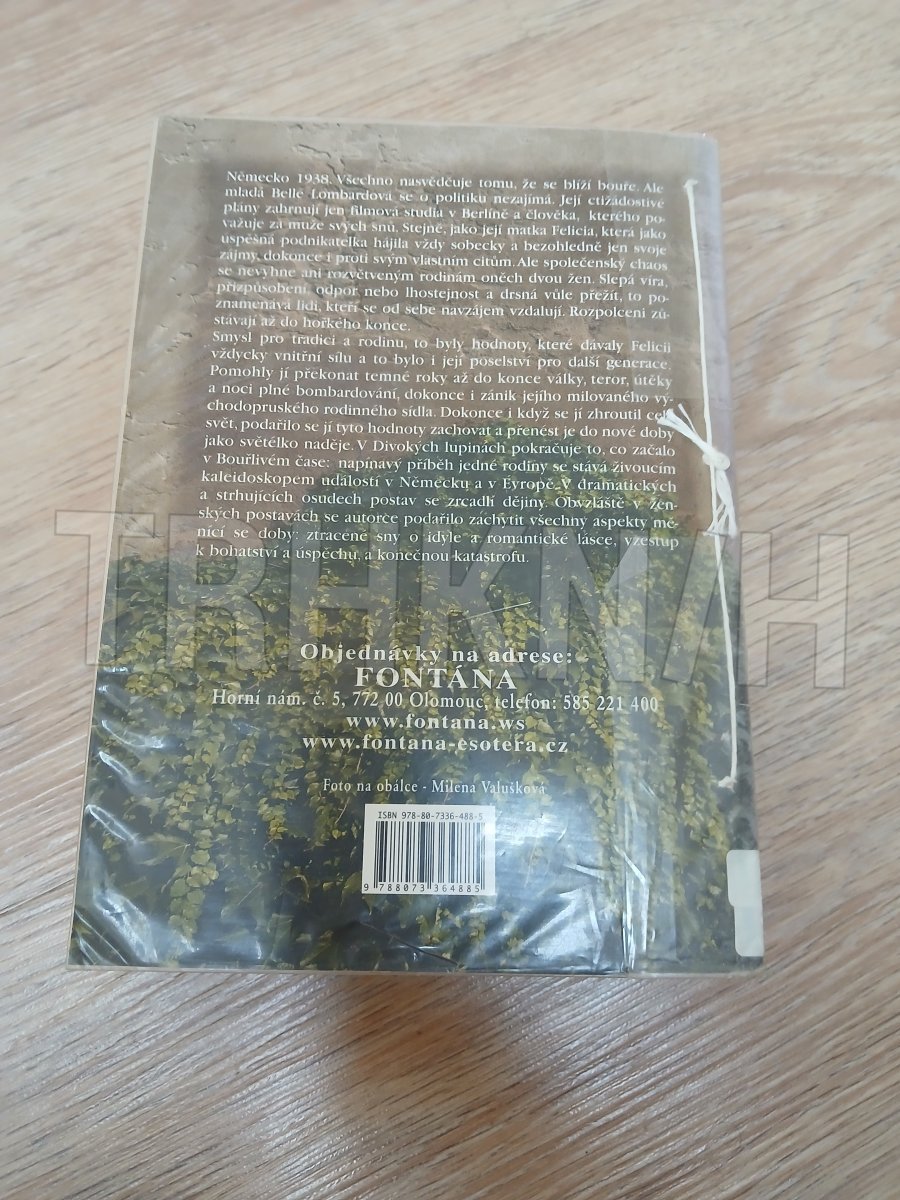 Německo 1938. Všechno nasvědčuje tomu, že se blíží bouře. Ale
mladá Belle Lombardová se o politiku nezajímá. Její ctižádostivé
plány zahrnují jen filmová studia v Berlíně a člověka, kterého po-
važuje za muže svých snů. Stejně, jako její matka Felicia, která jako
úspěšná podnikatelka hájila vždy sobecky a bezohledně jen svoje
zájmy, dokonce i proti svým vlastním citům. Ale společenský chaos
se nevyhne ani rozvětveným rodinám oněch dvou žen. Slepá víra,
přizpůsobení, odpor nebo lhostejnost a drsná vůle přežít, to po-
znamenává lidi, kteří se od sebe navzájem vzdalují. Rozpolceni zů-
stávají až do hořkého konce.
Smysl pro tradici a rodinu, to byly hodnoty, které dávaly Felicii
vždycky vnitřní sílu a to bylo i její poselství pro další generace.
Pomohly jí překonat temné roky až do konce války, teror, útěky
a noci plné bombardování, dokonce i zánik jejího milovaného vý-
chodopruského rodinného sídla. Dokonce i když se jí zhroutil
svět, podařilo se jí tyto hodnoty zachovat a přenést je do nové doby
jako světélko naděje. V Divokých lupinách pokračuje to, co začalo
v Bouřlivém čase: napínavý příběh jedné rodiny se stává živoucím
kaleidoskopem událostí v Německu a v Evropě. V dramatických
a strhujících osudech postav se zrcadlí dějiny. Obvzláště v žen-
ských postavách se autorce podařilo zachytit všechny aspekty mě-
nící se doby: ztracené sny o idyle a romantické lásce, vzestup
k bohatství a úspěchu, a konečnou katastrofu.
Objednávky na adrese:
FONTÁNA
Horní nám. č. 5, 772 00 Olomouc, telefon: 585 221 400
www.fontana.ws
www.fontana-esotera.cz
Foto na obálce - Milena Valušková
ISBN 978-80-7336-488-5
9 788073 364885